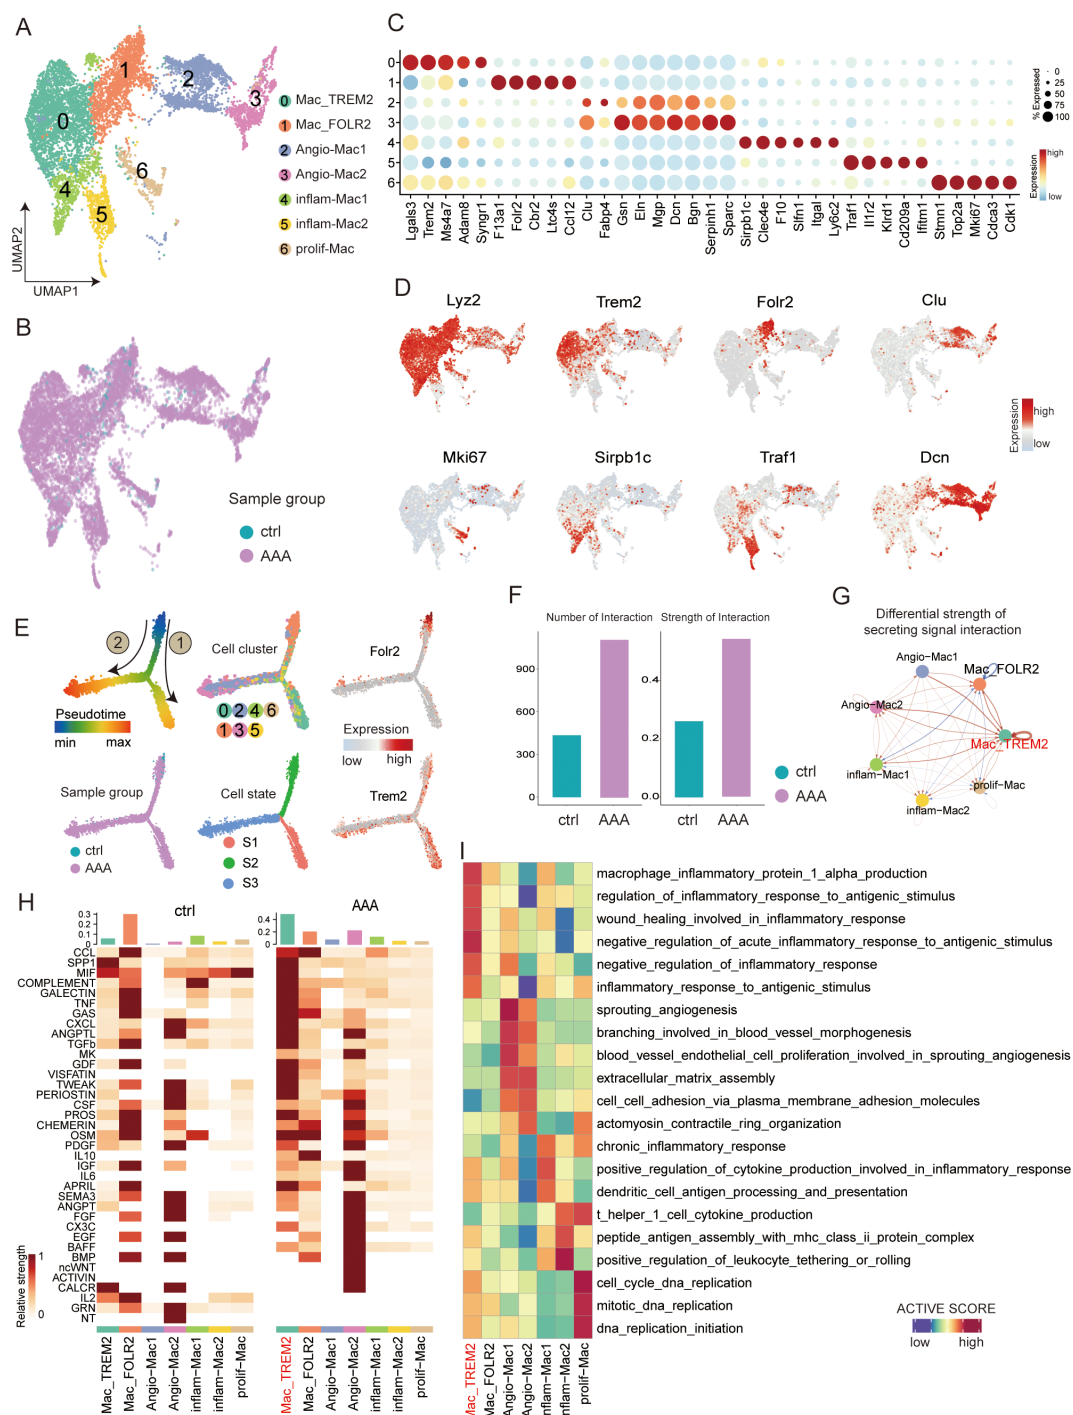 A
0
1
2
3
4
5
6
UMAP2
UMAP1
0 Mac_TREM2
1 Mac_FOLR2
2 Angio-Mac1
3 Angio-Mac2
4 inflam-Mac1
5 inflam-Mac2
6 prolif-Mac
B
Sample group
ctrl
AAA
C
0
1
2
3
4
5
6
Lgals3
Trem2
Ms4a7
Adam8
Syngr1
F13a1
Folr2
Cbr2
Ltc4s
Ccl12
Clu
Fabp4
Gsn
Eln
Mgp
Dcn
Bgn
Serpinh1
Sparc
Sirpb1c
Clec4e
F10
Slfn1
Itgal
Ly6c2
Traf1
Il1r2
Klrd1
Cd209a
Ifitm1
Stmn1
Top2a
Mki67
Cdca3
Cdk1
% Expressed
0
25
50
75
100
Expression
high
low
D
Lyz2
Trem2
Folr2
Clu
Mki67
Sirpb1c
Traf1
Dcn
Expression
high
low
E
2
1
Pseudotime
min max
Cell cluster
0 2 4 6
1 3 5
Folr2
Expression
low high
Sample group
ctrl
AAA
Cell state
S1
S2
S3
Trem2
F
Number of Interaction
900
600
300
0
ctrl AAA
Strength of Interaction
0.4
0.2
0.0
ctrl AAA
ctrl
AAA
G
Differential strength of
secreting signal interaction
Angio-Mac1
Mac_FOLR2
Angio-Mac2
Mac_TREM2
inflam-Mac1
prolif-Mac
inflam-Mac2
H
ctrl
0.3
0.2
0.1
0
AAA
0.4
0.2
0
CCL
SPP1
MIF
COMPLEMENT
GALECTIN
TNF
GAS
CXCL
ANGPTL
TGFb
MK
GDF
VISFATIN
TWEAK
PERIOSTIN
CSF
PROS
CHEMERIN
OSM
PDGF
IL10
IGF
IL6
APRIL
SEMA3
ANGPT
FGF
CX3C
EGF
BAFF
BMP
ncWNT
ACTIVIN
CALCR
IL2
GRN
NT
Relative strength
1
0
Mac_TREM2
Mac_FOLR2
Angio-Mac1
Angio-Mac2
inflam-Mac1
inflam-Mac2
prolif-Mac
Mac_TREM2
Mac_FOLR2
Angio-Mac1
Angio-Mac2
inflam-Mac1
inflam-Mac2
prolif-Mac
I
macrophage_inflammatory_protein_1_alpha_production
regulation_of_inflammatory_response_to_antigenic_stimulus
wound_healing_involved_in_inflammatory_response
negative_regulation_of_acute_inflammatory_response_to_antigenic_stimulus
negative_regulation_of_inflammatory_response
inflammatory_response_to_antigenic_stimulus
sprouting_angiogenesis
branching_involved_in_blood_vessel_morphogenesis
blood_vessel_endothelial_cell_proliferation_involved_in_sprouting_angiogenesis
extracellular_matrix_assembly
cell_cell_adhesion_via_plasma_membrane_adhesion_molecules
actomyosin_contractile_ring_organization
chronic_inflammatory_response
positive_regulation_of_cytokine_production_involved_in_inflammatory_response
dendritic_cell_antigen_processing_and_presentation
t_helper_1_cell_cytokine_production
peptide_antigen_assembly_with_mhc_class_ii_protein_complex
positive_regulation_of_leukocyte_tethering_or_rolling
cell_cycle_dna_replication
mitotic_dna_replication
dna_replication_initiation
Mac_TREM2
Mac_FOLR2
Angio-Mac1
Angio-Mac2
inflam-Mac1
inflam-Mac2
prolif-Mac
ACTIVE SCORE
low high